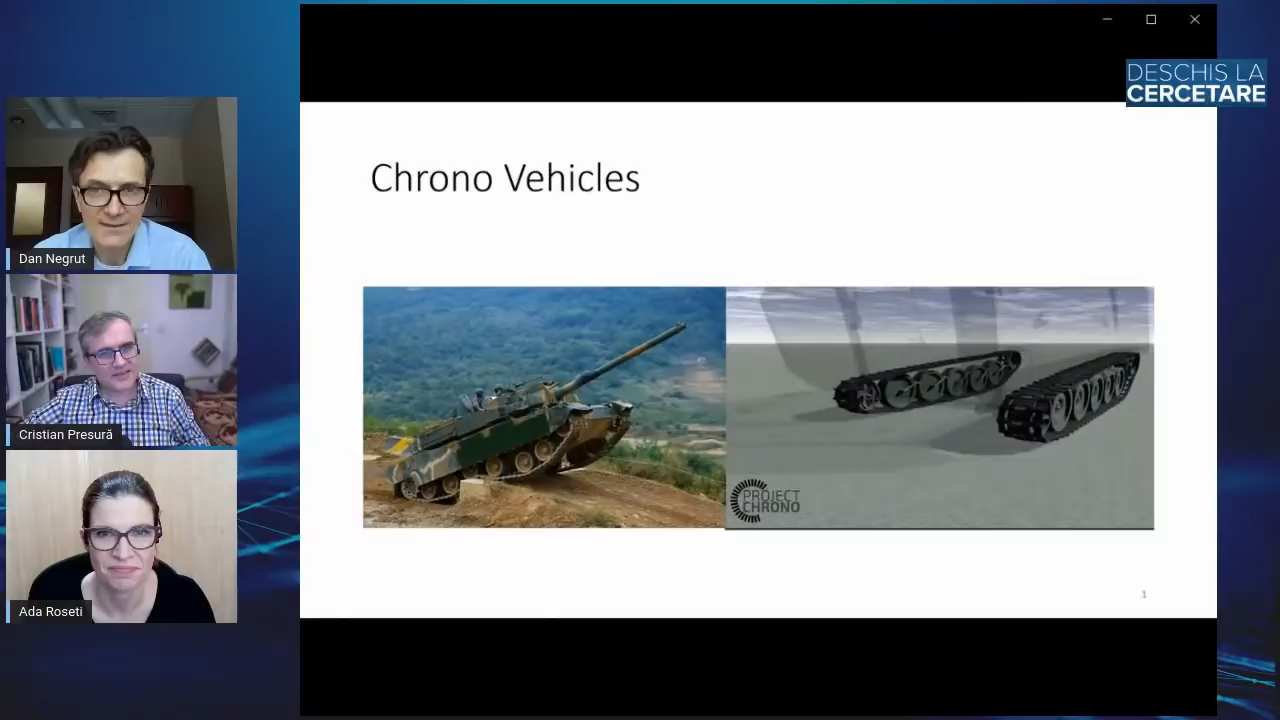 DESCHIS LA
CERCETARE
Dan Negrut
Cristian Presură
Ada Roseti
Chrono Vehicles
PROJECT
CHRONO
1